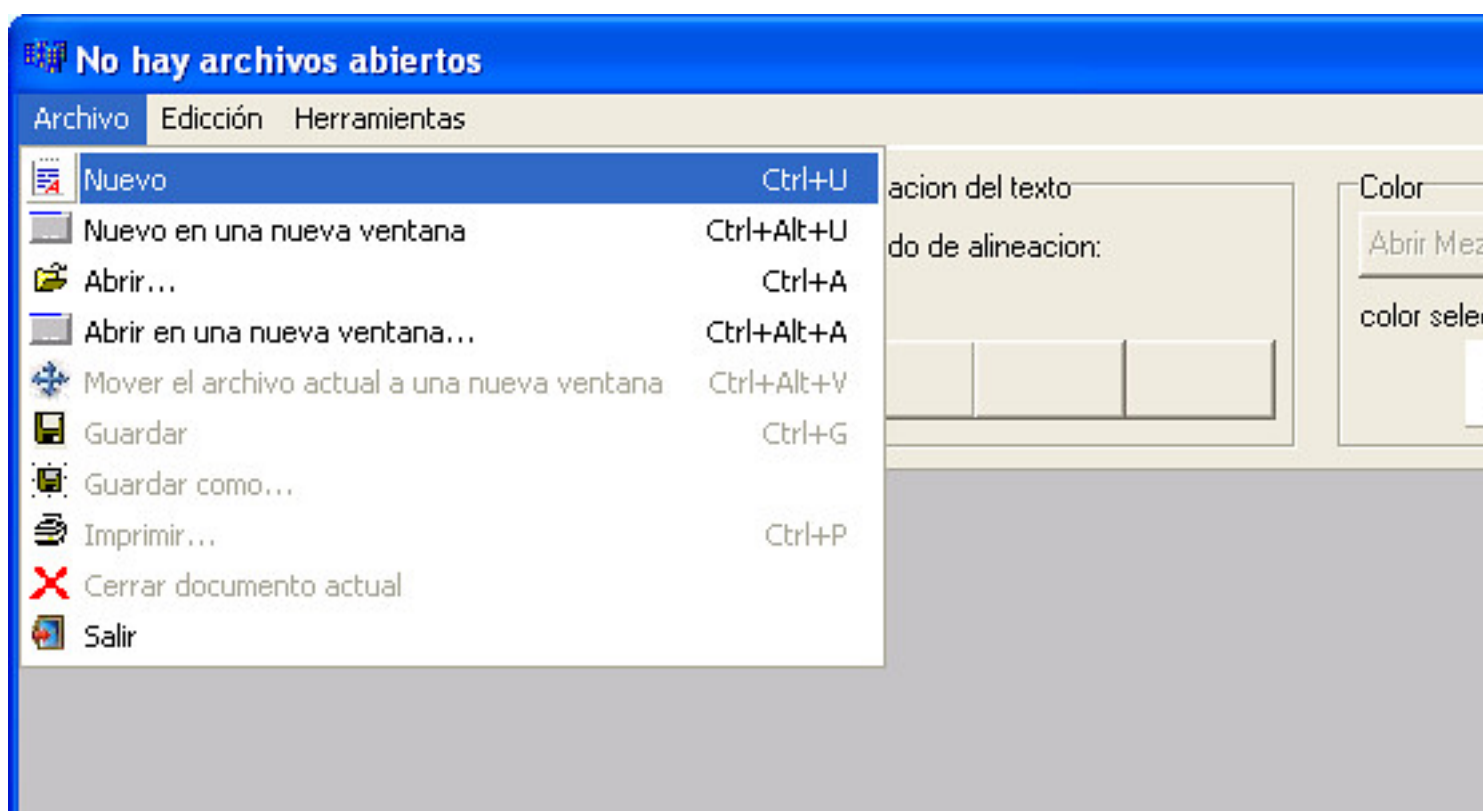 No hay archivos abiertos
Archivo Edicción Herramientas
Nuevo Ctrl+U
Nuevo en una nueva ventana Ctrl+Alt+U
Abrir... Ctrl+A
Abrir en una nueva ventana... Ctrl+Alt+A
Mover el archivo actual a una nueva ventana Ctrl+Alt+V
Guardar Ctrl+G
Guardar como...
Imprimir... Ctrl+P
Cerrar documento actual
Salir
acion del texto
do de alineacion:
Color
Abrir Mez
color selec